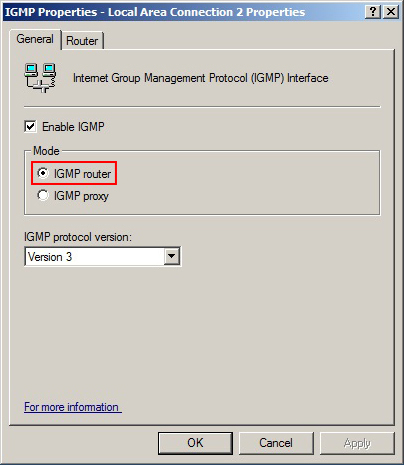 IGMP Properties - Local Area Connection 2 Properties
General Router
Internet Group Management Protocol (IGMP) Interface
Enable IGMP
Mode
IGMP router
IGMP proxy
IGMP protocol version:
Version 3
For more information
OK Cancel Apply